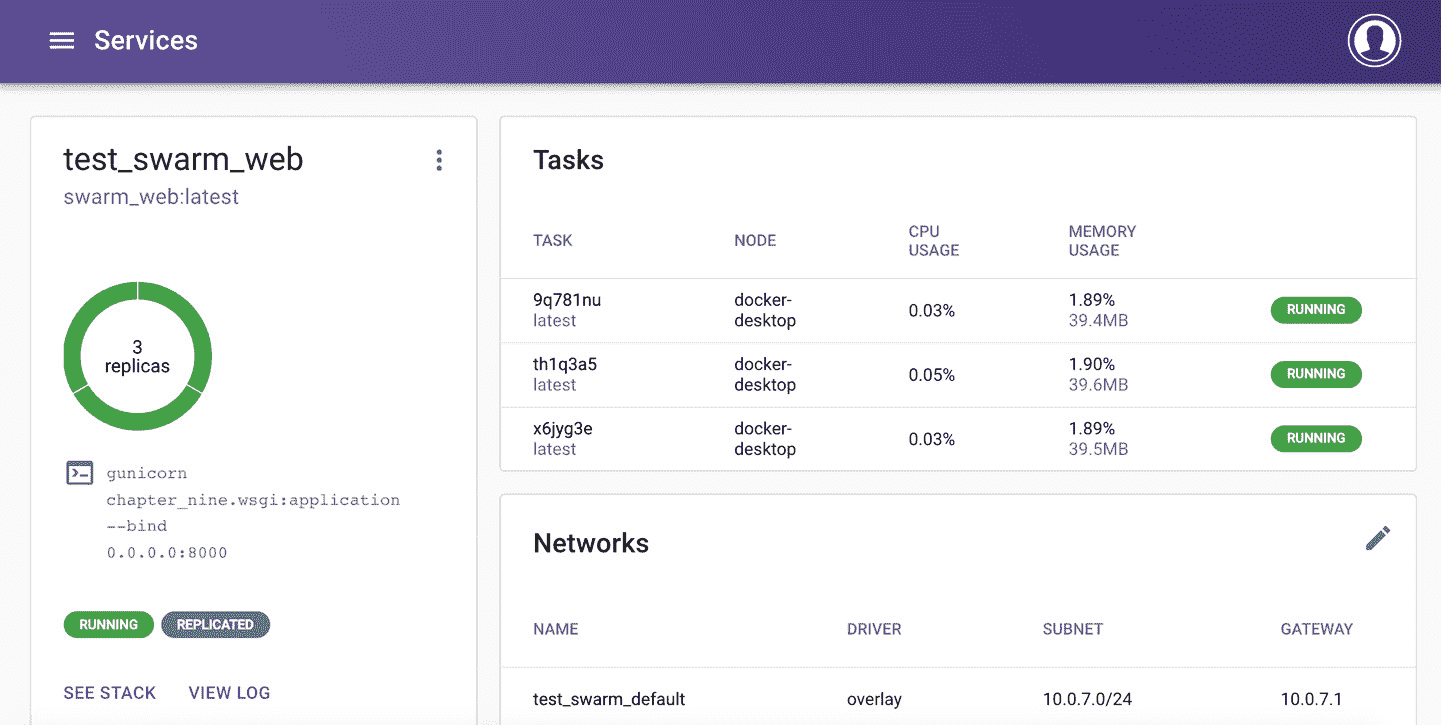 Services
test_swarm_web
swarm_web:latest
3
replicas
gunicorn
chapter_nine.wsgi:application
--bind
0.0.0.0:8000
RUNNING REPLICATED
SEE STACK VIEW LOG
Tasks
TASK NODE CPU USAGE MEMORY USAGE
9q781nu docker- 0.03% 1.89% RUNNING
latest desktop 39.4MB
th1q3a5 docker- 0.05% 1.90% RUNNING
latest desktop 39.6MB
x6jyg3e docker- 0.03% 1.89% RUNNING
latest desktop 39.5MB
Networks
NAME DRIVER SUBNET GATEWAY
test_swarm_default overlay 10.0.7.0/24 10.0.7.1